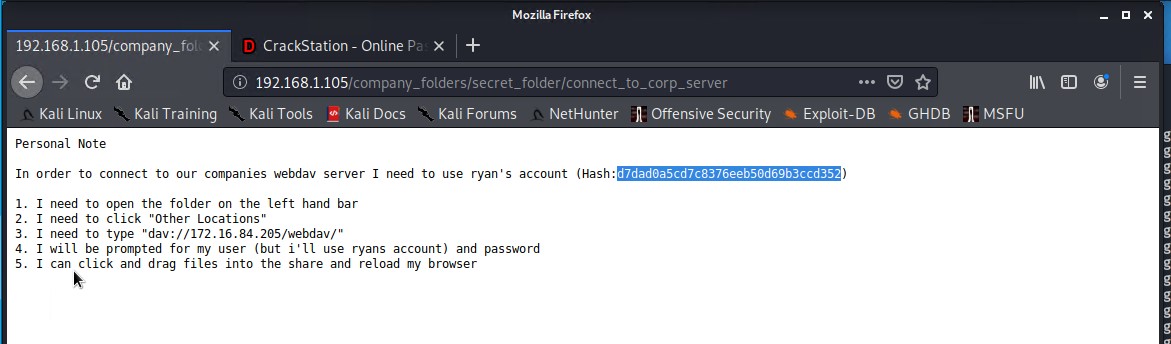 Mozilla Firefox
192.168.1.105/company_fol
CrackStation - Online Pa
192.168.1.105/company_folders/secret_folder/connect_to_corp_server
Kali Linux Kali Training Kali Tools Kali Docs Kali Forums NetHunter Offensive Security Exploit-DB GHDB MSFU
Personal Note
In order to connect to our companies webdav server I need to use ryan's account (Hash:d7dad0a5cd7c8376eeb50d69b3ccd352)
1. I need to open the folder on the left hand bar
2. I need to click "Other Locations"
3. I need to type "dav://172.16.84.205/webdav/"
4. I will be prompted for my user (but i'll use ryans account) and password
5. I can click and drag files into the share and reload my browser